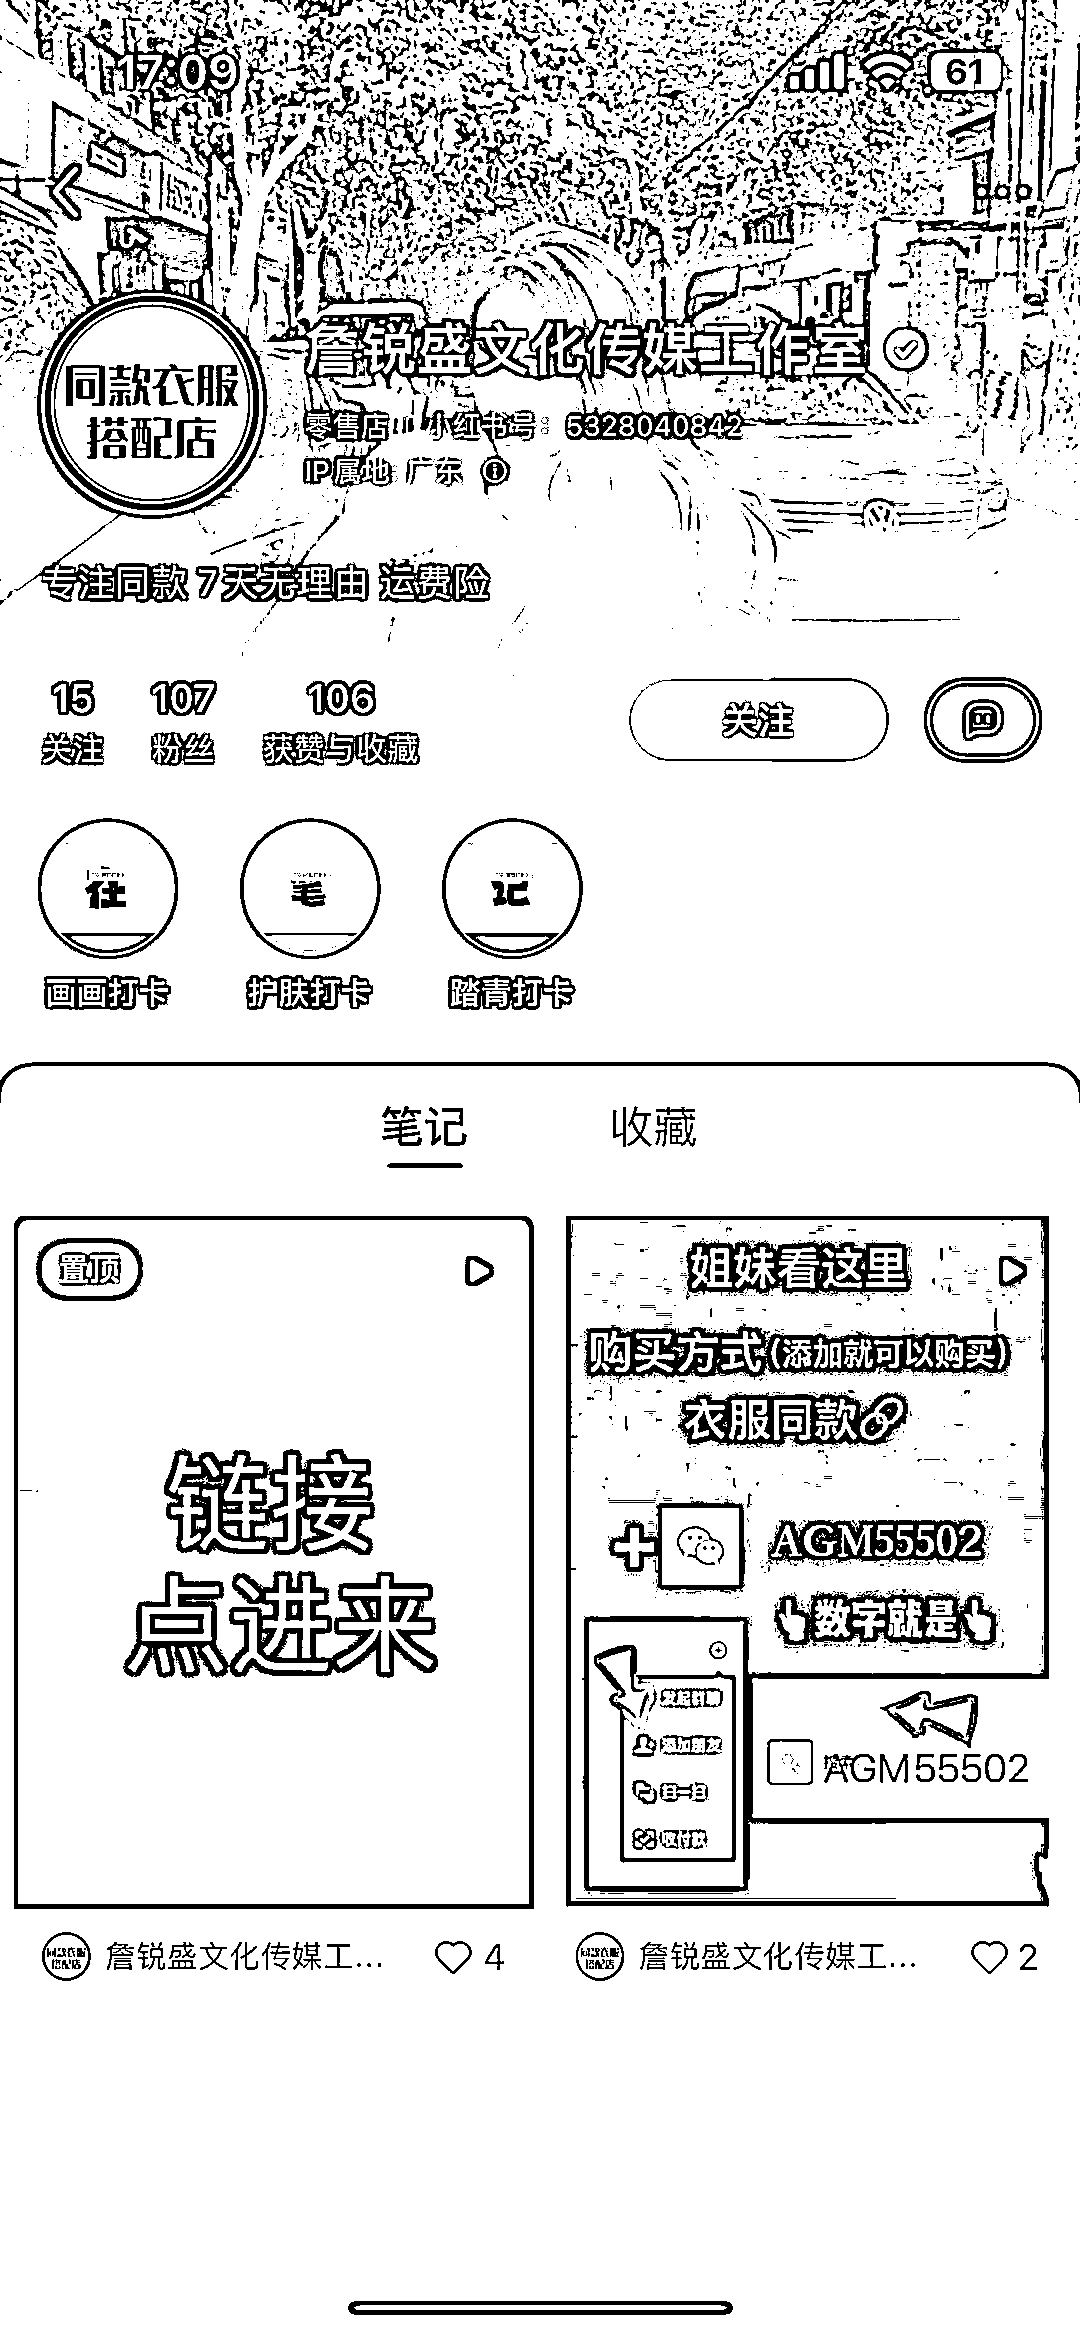 17:09
61
同款衣服
搭配店
詹锐盛文化传媒工作室
零售店
小红书号: 5328040842
IP属地: 广东
专注同款 7天无理由 运费险
15
107
106
关注
粉丝
获赞与收藏
关注
画画打卡
护肤打卡
踏青打卡
笔记
收藏
置顶
链接
点进来
姐妹看这里
购买方式(添加就可以购买)
衣服同款
+
AGM55502
数字就是
发起群聊
添加朋友
扫一扫
收付款
AGM55502
詹锐盛文化传媒工...
4
詹锐盛文化传媒工...
2